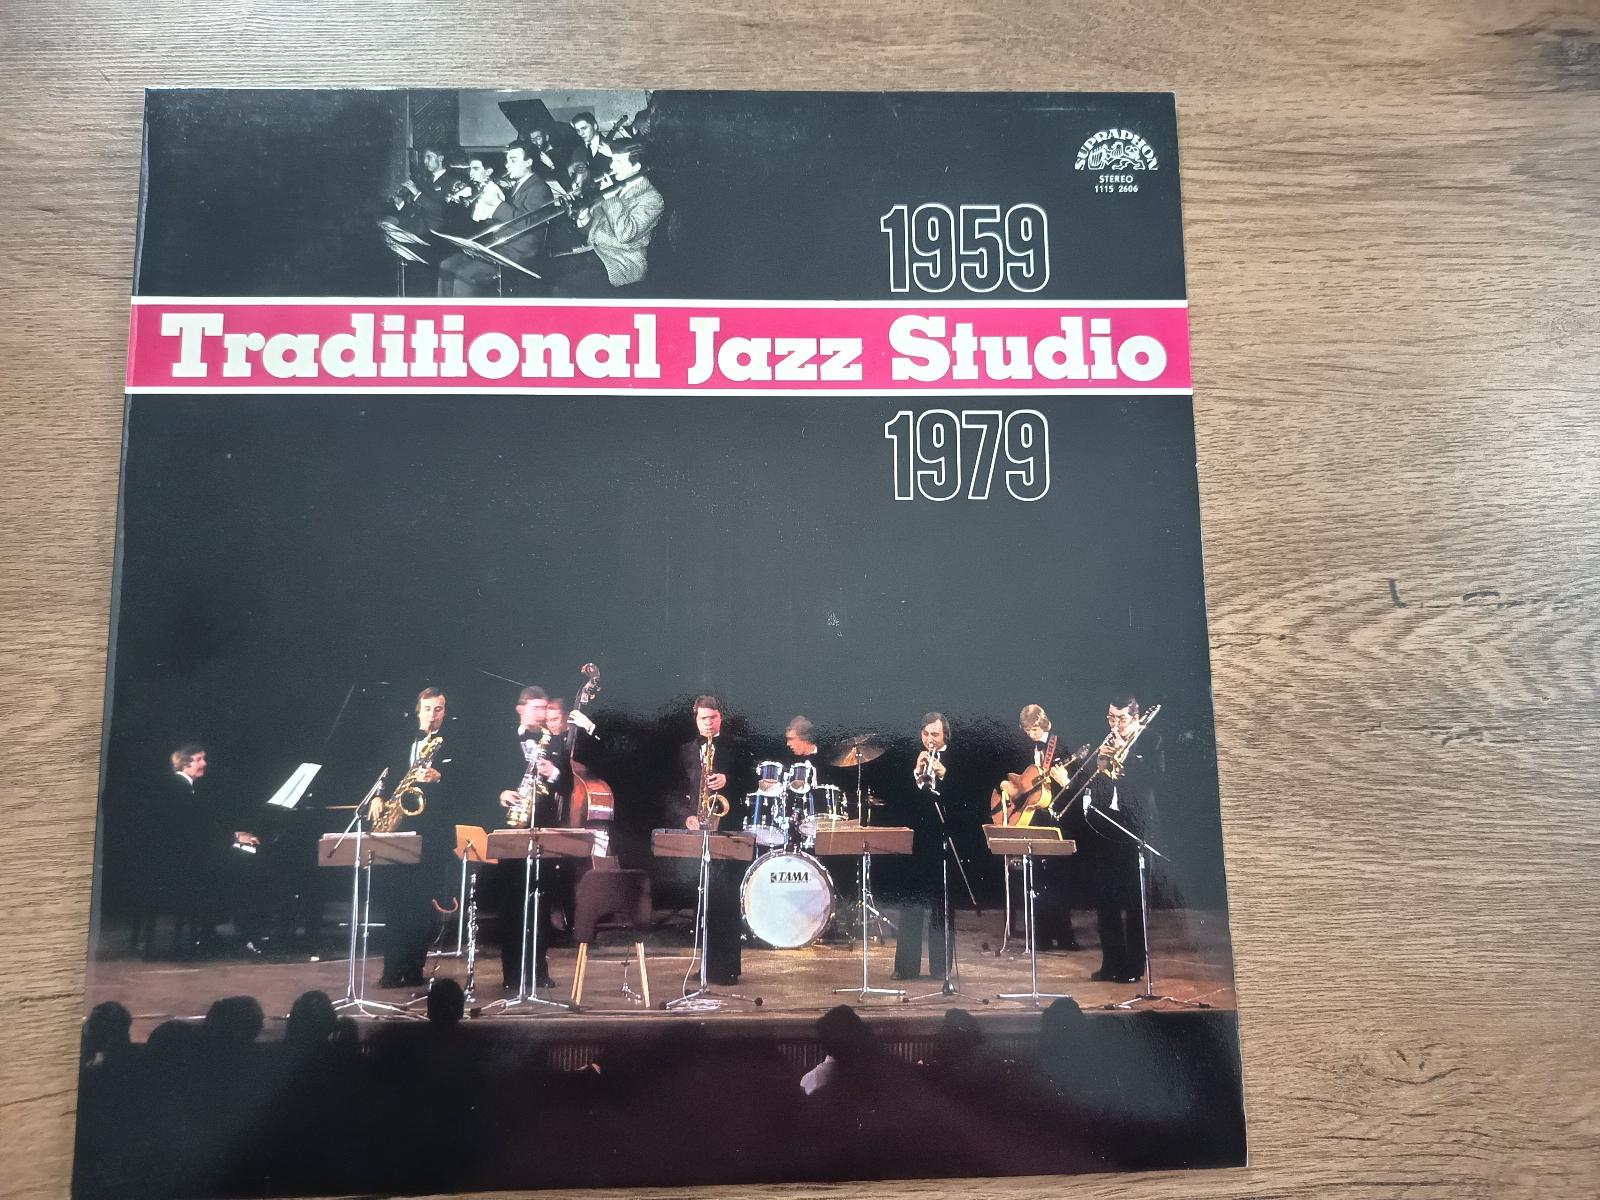 SUPRAPHON
STEREO
1115 2606
1959
Traditional Jazz Studio
1979
TAMA